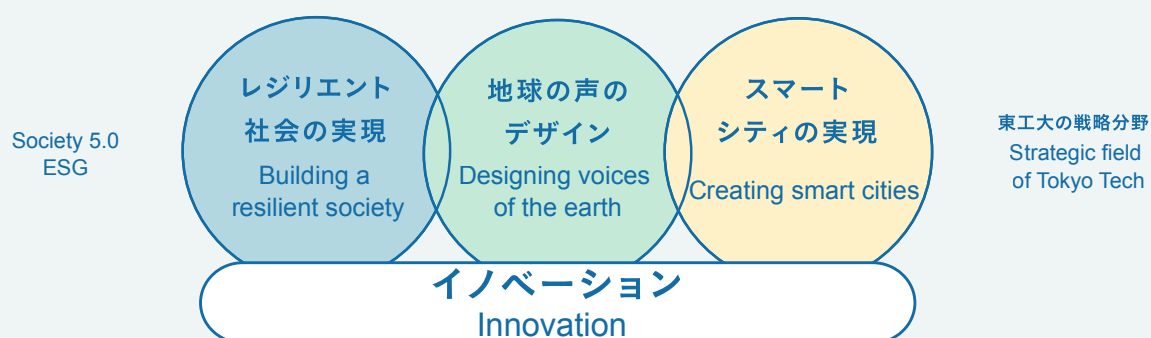 Society 5.0
ESG
レジリエント
社会の実現
Building a
resilient society
地球の声の
デザイン
Designing voices
of the earth
スマート
シティの実現
Creating smart cities
東工大の戦略分野
Strategic field
of Tokyo Tech
イノベーション
Innovation